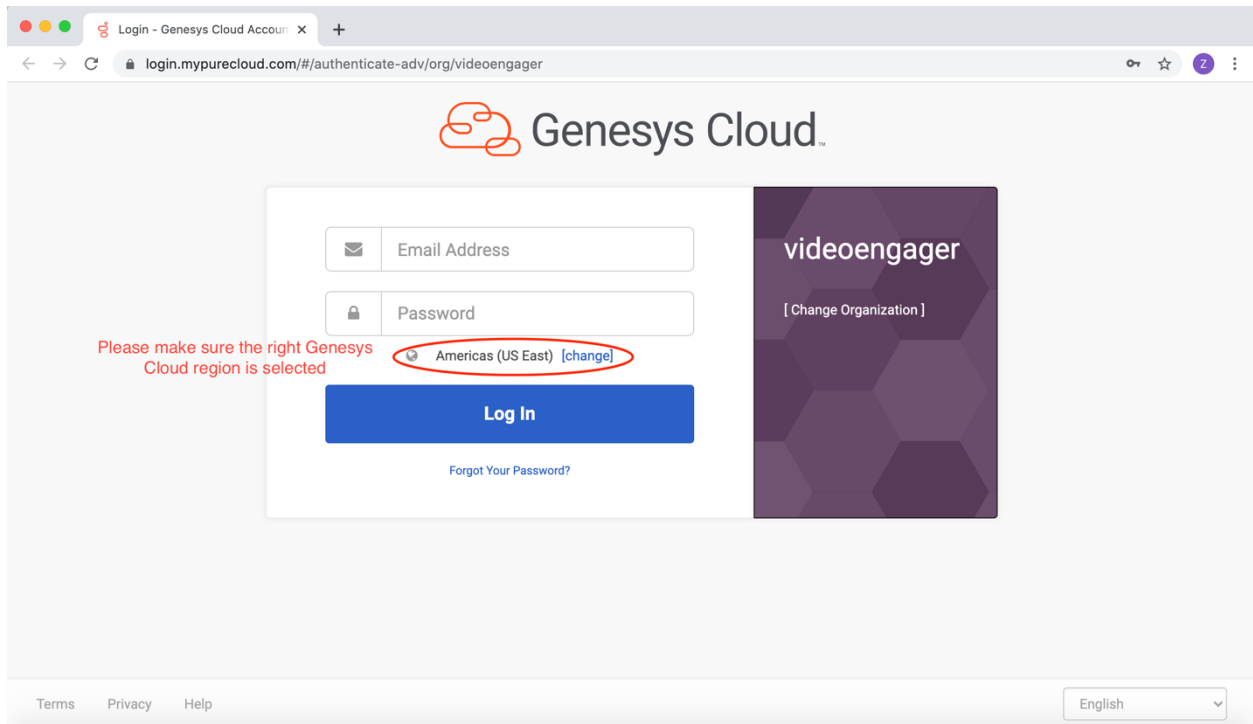 Login - Genesys Cloud Accoun
login.mypurecloud.com/#/authenticate-adv/org/videoengager
Z
Genesys Cloud™
Email Address
Password
Please make sure the right Genesys
Cloud region is selected
Americas (US East) [change]
Log In
Forgot Your Password?
videoengager
[ Change Organization ]
Terms Privacy Help
English